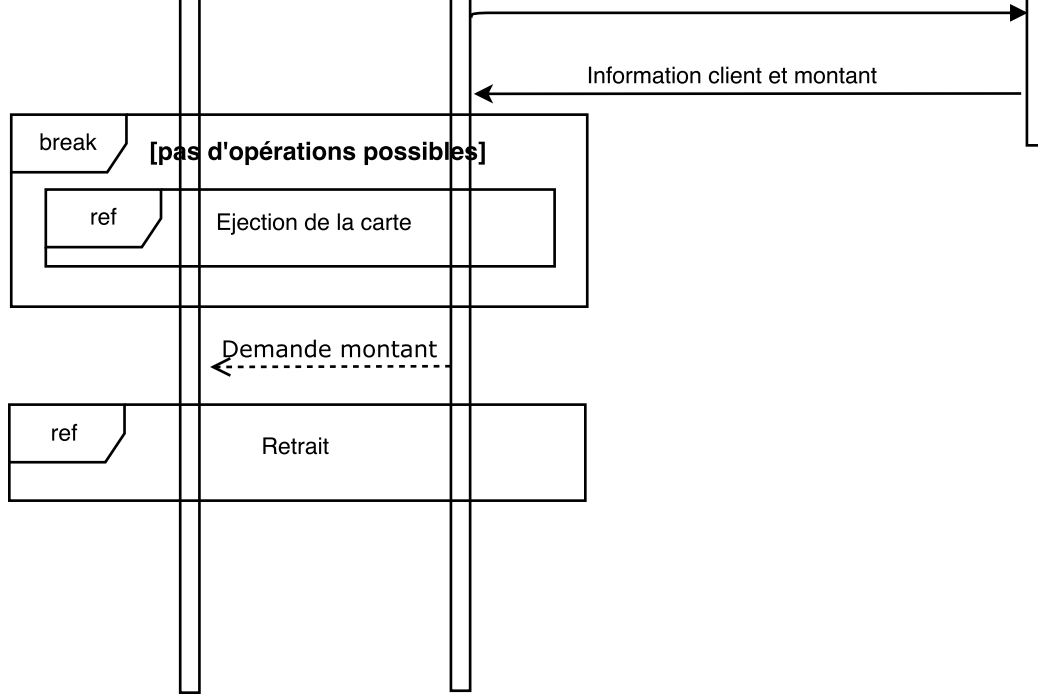 Information client et montant
break
[pas d'opérations possibles]
ref
Ejection de la carte
Demande montant
ref
Retrait